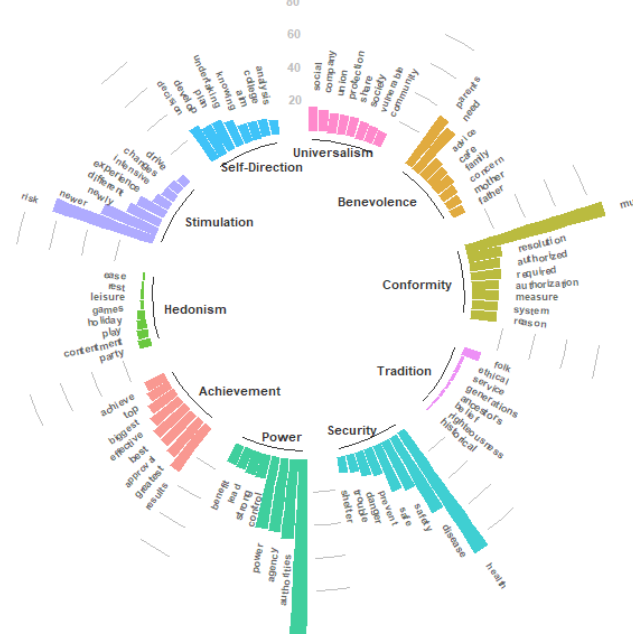 80
60
40
20
social
company
union
protection
share
society
vulnerable
community
Universalism
parents
need
advice
care
family
concern
mother
father
Benevolence
mu
resolution
authorized
required
authorization
measure
system
reason
Conformity
folk
ethical
service
generations
ancestors
belief
righteousness
historical
Tradition
health
disease
safety
safe
prevent
danger
trouble
shelter
Security
authorities
agency
power
control
strong
lead
benefit
Power
results
greatest
approval
best
effective
biggest
top
achieve
Achievement
party
contentment
play
holiday
games
leisure
rest
ease
Hedonism
risk
newer
newly
different
experience
intensive
changes
drive
Stimulation
decision
develop
plan
undertaking
knowing
aim
college
analysis
Self-Direction